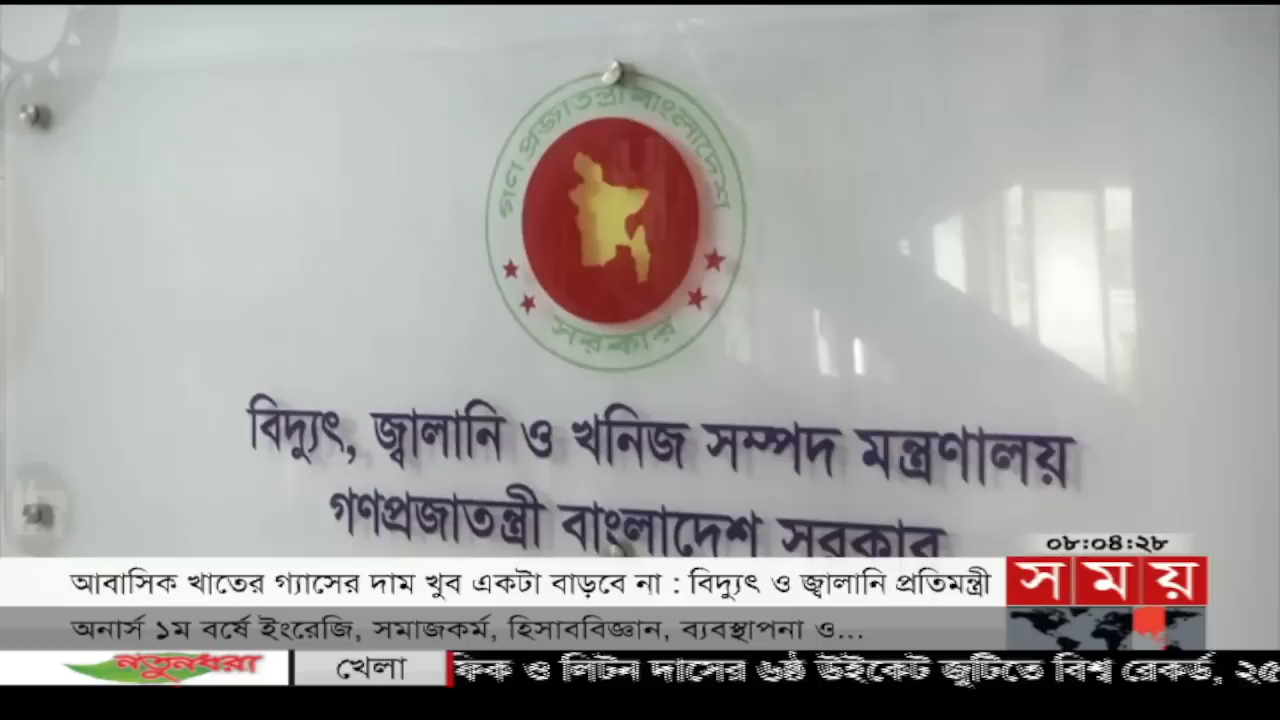 গণ প্রজাতন্ত্রী বাংলাদেশ
সরকার
বিদ্যুৎ, জ্বালানি ও খনিজ সম্পদ মন্ত্রণালয়
গণপ্রজাতন্ত্রী বাংলাদেশ সরকার
০৮:০৪:২৮
সময়
আবাসিক খাতের গ্যাসের দাম খুব একটা বাড়বে না : বিদ্যুৎ ও জ্বালানি প্রতিমন্ত্রী
অনার্স ১ম বর্ষে ইংরেজি, সমাজকর্ম, হিসাববিজ্ঞান, ব্যবস্থাপনা ও...
নতুনধরা
খেলা
ও লিটন দাসের ৬ষ্ঠ উইকেট জুটিতে বিশ্ব রেকর্ড,